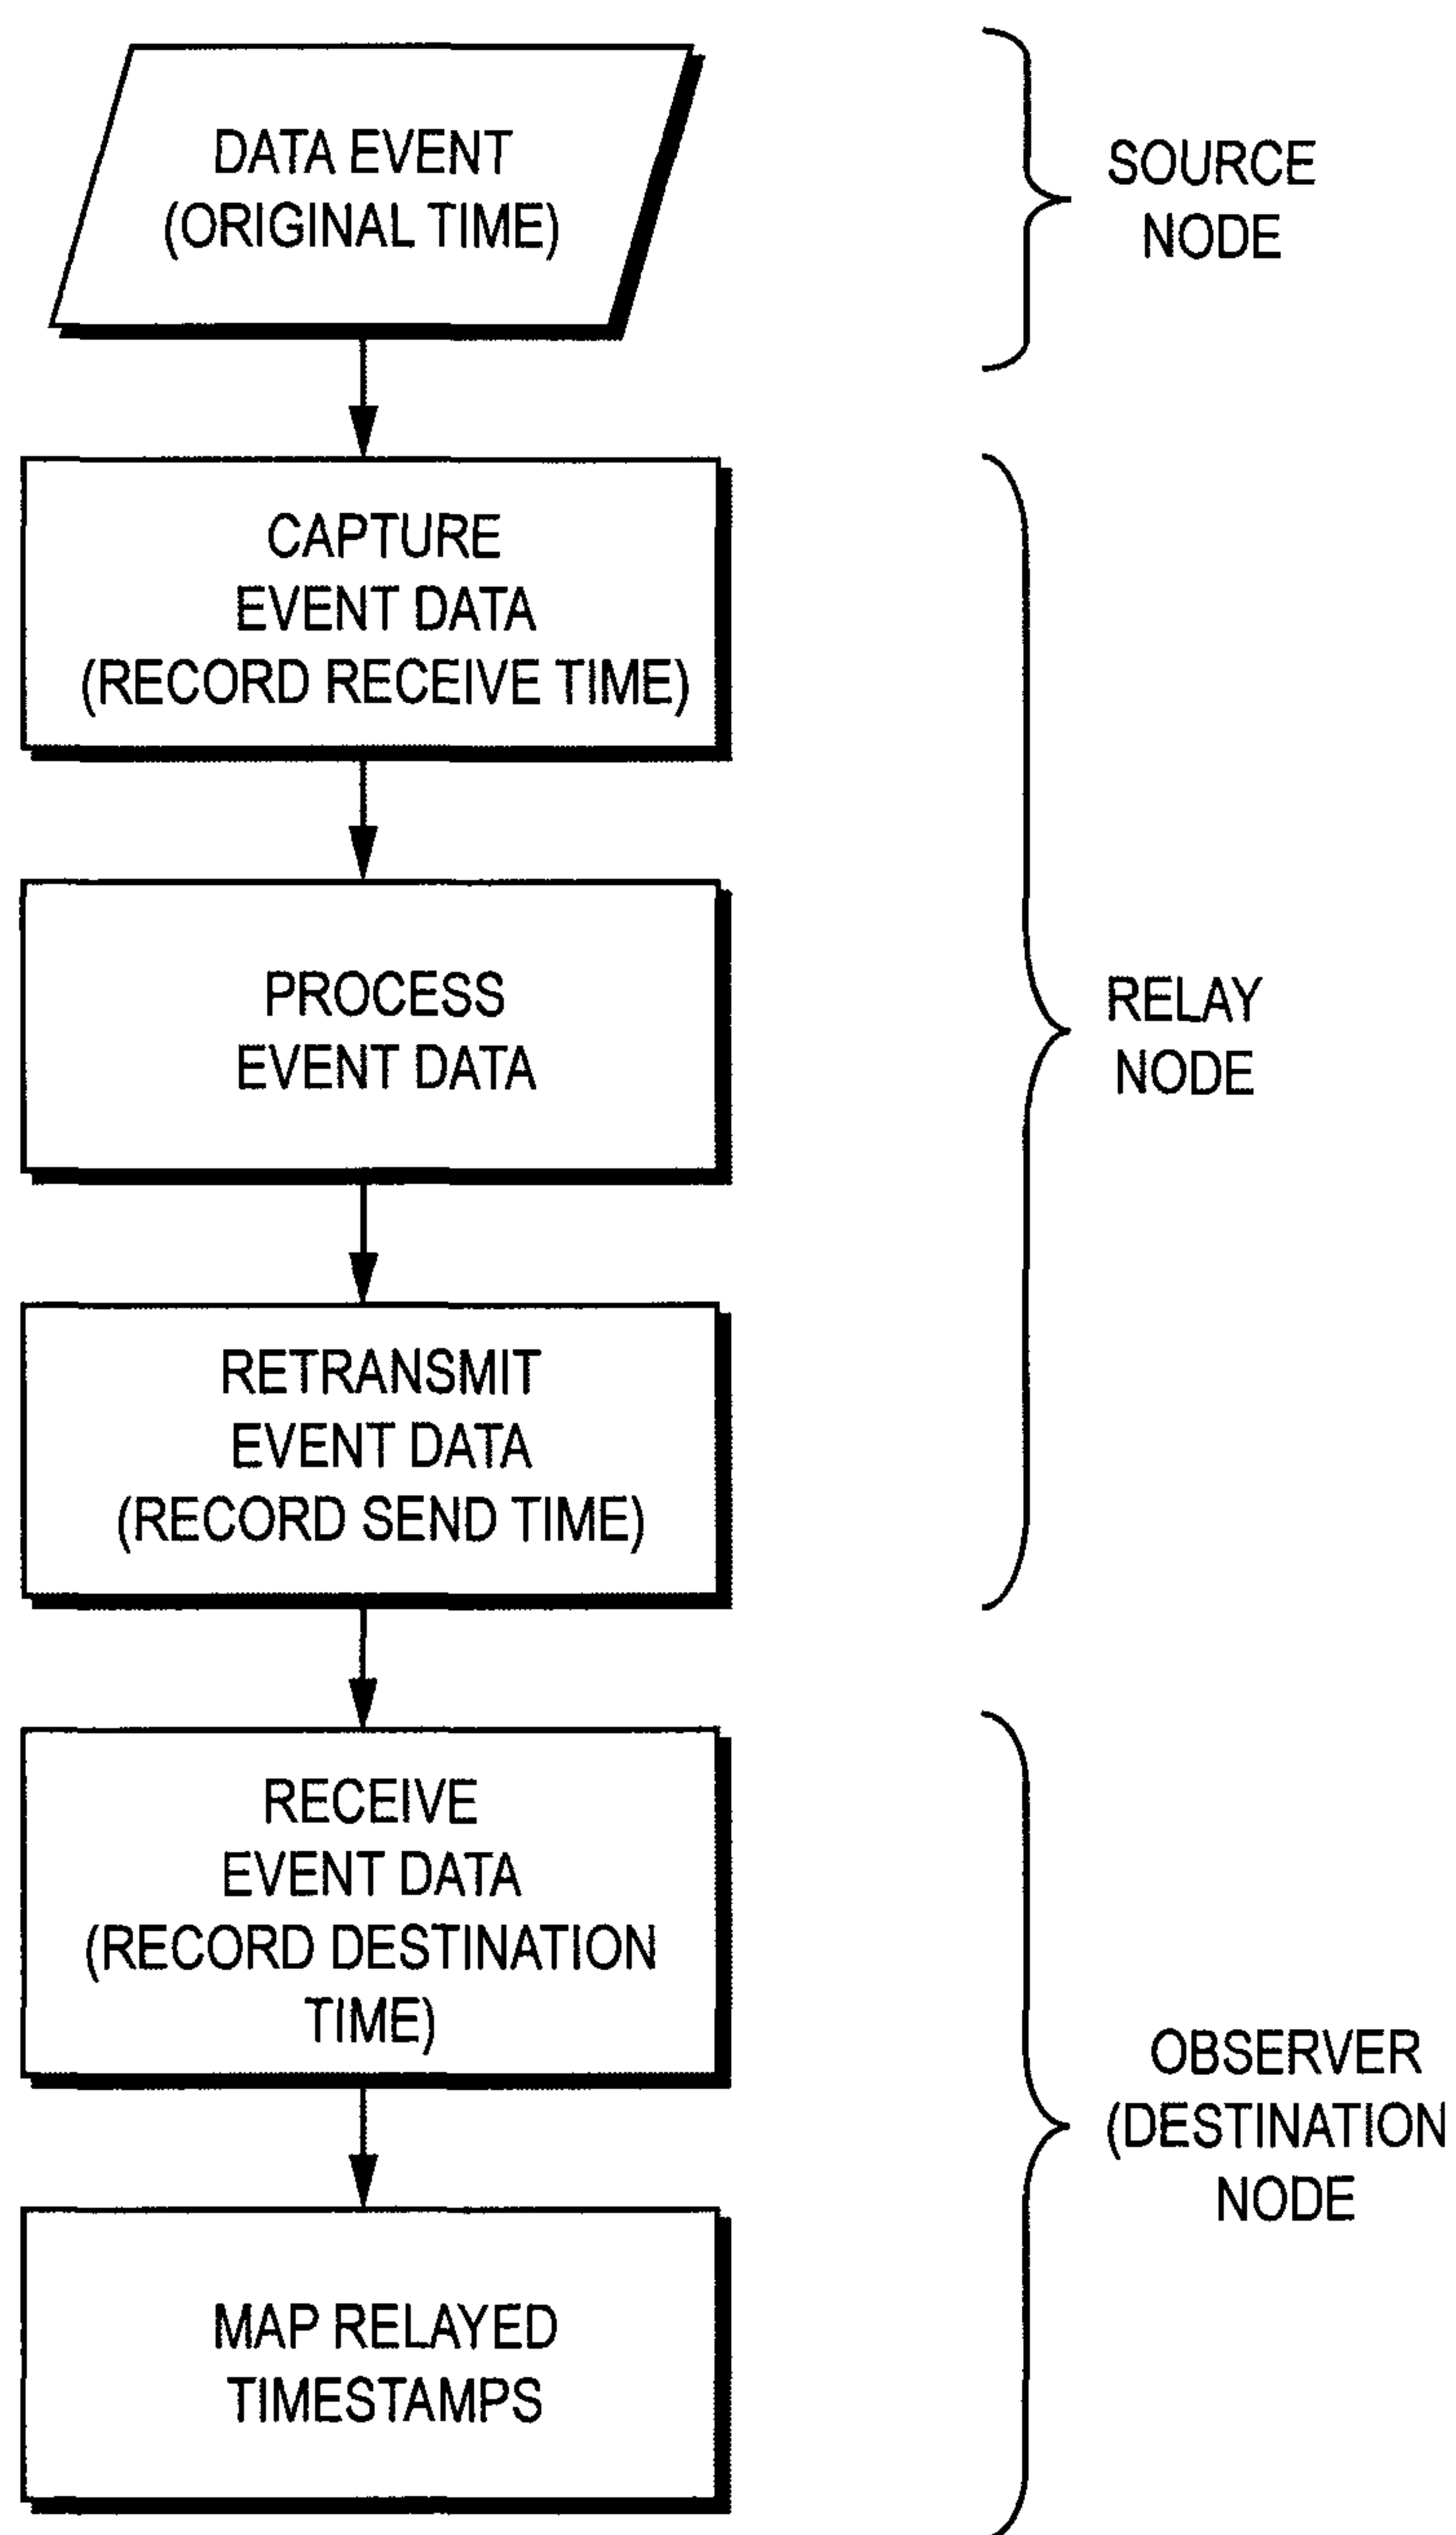 DATA EVENT
(ORIGINAL TIME)
SOURCE
NODE
CAPTURE
EVENT DATA
(RECORD RECEIVE TIME)
PROCESS
EVENT DATA
RELAY
NODE
RETRANSMIT
EVENT DATA
(RECORD SEND TIME)
RECEIVE
EVENT DATA
(RECORD DESTINATION
TIME)
OBSERVER
(DESTINATION
NODE
MAP RELAYED
TIMESTAMPS